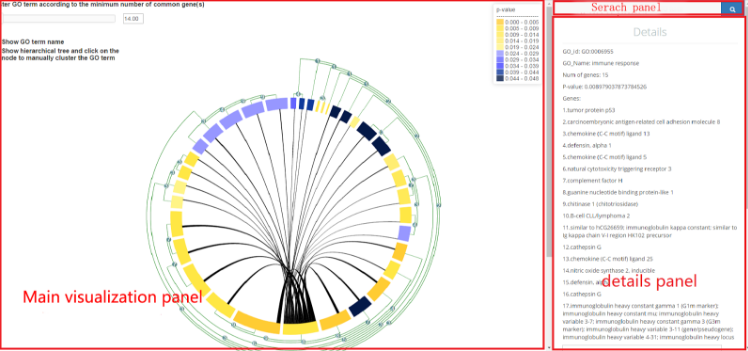 ter GO term according to the minimum number of common gene(s)
14.00
Show GO term name
Show hierarchical tree and click on the
node to manually cluster the GO term
p-value
0.000 - 0.005
0.005 - 0.009
0.009 - 0.014
0.014 - 0.019
0.019 - 0.024
0.024 - 0.029
0.029 - 0.034
0.034 - 0.039
0.039 - 0.044
0.044 - 0.048
Main visualization panel
Serach panel
Details
GO_id: GO:0006955
GO_Name: immune response
Num of genes: 15
P-value: 0.008979037873784526
Genes:
1.tumor protein p53
2.carcinoembryonic antigen-related cell adhesion molecule 8
3.chemokine (C-C motif) ligand 13
4.defensin, alpha 1
5.chemokine (C-C motif) ligand 5
6.natural cytotoxicity triggering receptor 3
7.complement factor H
8.guanine nucleotide binding protein-like 1
9.chitinase 1 (chitotriosidase)
10.B-cell CLL/lymphoma 2
11.similar to hCG26659; immunoglobulin kappa constant; similar to
Ig kappa chain V-I region HK102 precursor
12.cathepsin G
13.chemokine (C-C motif) ligand 23
14.nitric oxide synthase 2, inducible
15.defensin, al
details panel
16.cathepsin G
17.immunoglobulin heavy constant gamma 1 (G1m marker);
immunoglobulin heavy constant mu; immunoglobulin heavy
variable 3-7; immunoglobulin heavy constant gamma 3 (G3m
marker); immunoglobulin heavy variable 3-11 (gene/pseudogene);
immunoglobulin heavy variable 4-31; immunoglobulin heavy locus